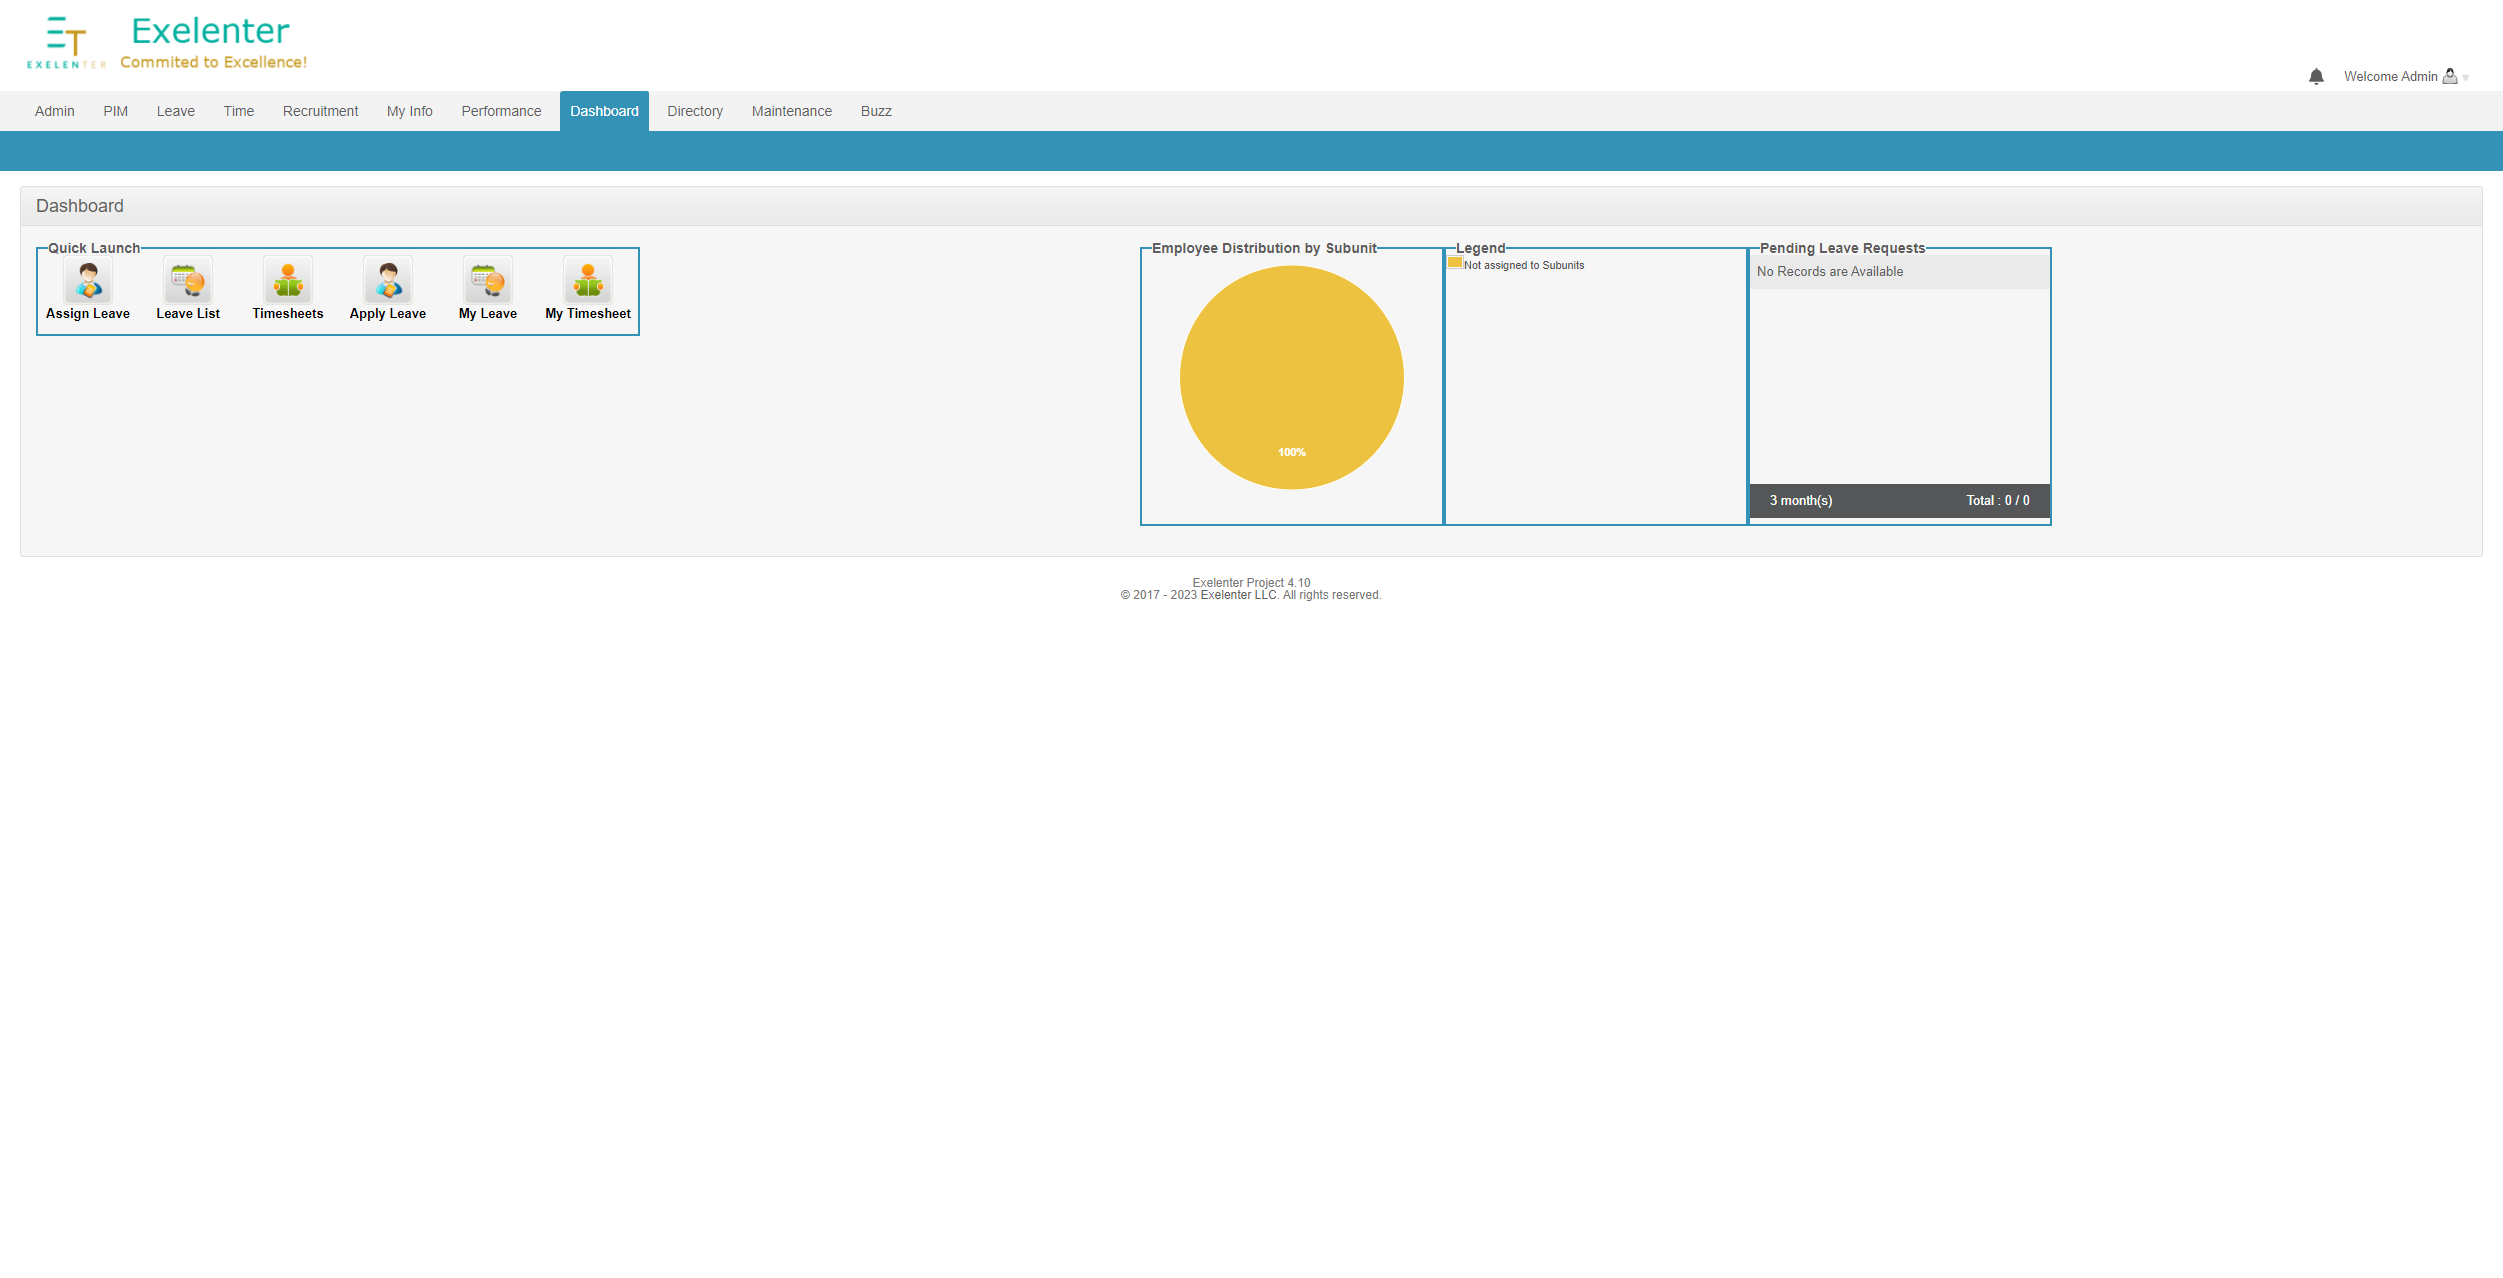 ET
EXELENTER
Exelenter
Commited to Excellence!
Welcome Admin
Admin PIM Leave Time Recruitment My Info Performance Dashboard Directory Maintenance Buzz
Dashboard
Quick Launch
Assign Leave Leave List Timesheets Apply Leave My Leave My Timesheet
Employee Distribution by Subunit
100%
Legend
Not assigned to Subunits
Pending Leave Requests
No Records are Available
3 month(s) Total : 0 / 0
Exelenter Project 4.10
© 2017 - 2023 Exelenter LLC. All rights reserved.